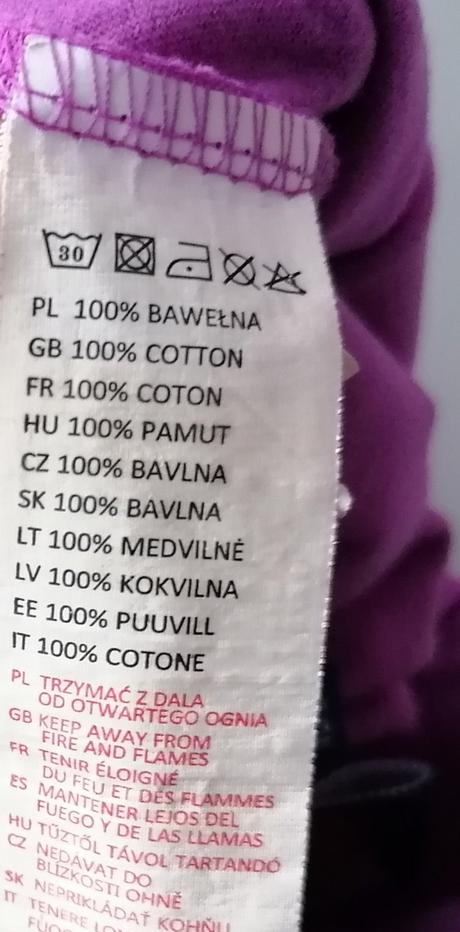 30
PL 100% BAWEŁNA
GB 100% COTTON
FR 100% COTON
HU 100% PAMUT
CZ 100% BAVLNA
SK 100% BAVLNA
LT 100% MEDVILNĖ
LV 100% KOKVILNA
EE 100% PUUVILL
IT 100% COTONE
PL TRZYMAĆ Z DALA
OD OTWARTEGO OGNIA
GB KEEP AWAY FROM
FIRE AND FLAMES
FR TENIR ÉLOIGNÉ
DU FEU ET DES FLAMMES
ES MANTENER LEJOS DEL
FUEGO Y DE LAS LLAMAS
HU TŰZTŐL TÁVOL TARTANDÓ
CZ NEDÁVAT DO
BLÍZKOSTI OHNĚ
SK NEPRIKLÁDAŤ KOHŇU
IT TENERE